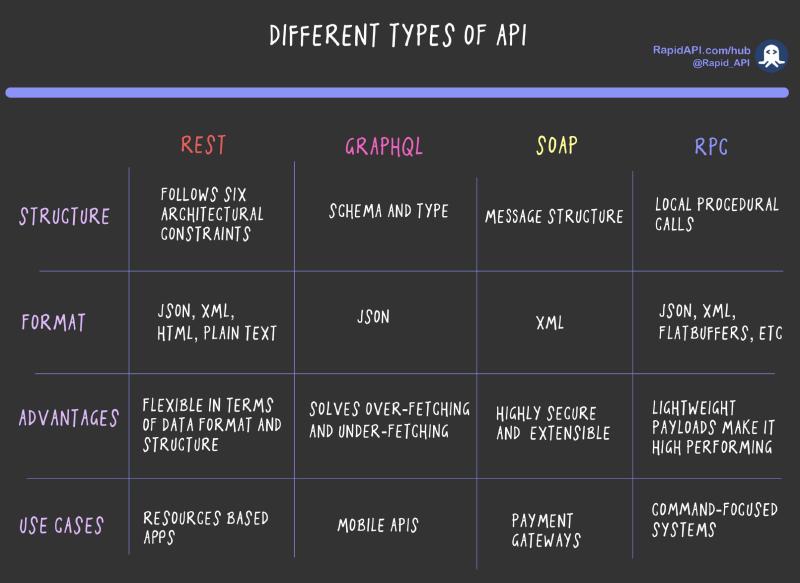 DIFFERENT TYPES OF API
RapidAPI.com/hub
@Rapid_API
REST
GRAPHQL
SOAP
RPC
STRUCTURE
FOLLOWS SIX
ARCHITECTURAL
CONSTRAINTS
SCHEMA AND TYPE
MESSAGE STRUCTURE
LOCAL PROCEDURAL
CALLS
FORMAT
JSON, XML,
HTML, PLAIN TEXT
JSON
XML
JSON, XML,
FLATBUFFERS, ETC
ADVANTAGES
FLEXIBLE IN TERMS
OF DATA FORMAT AND
STRUCTURE
SOLVES OVER-FETCHING
AND UNDER-FETCHING
HIGHLY SECURE
AND EXTENSIBLE
LIGHTWEIGHT
PAYLOADS MAKE IT
HIGH PERFORMING
USE CASES
RESOURCES BASED
APPS
MOBILE APIS
PAYMENT
GATEWAYS
COMMAND-FOCUSED
SYSTEMS